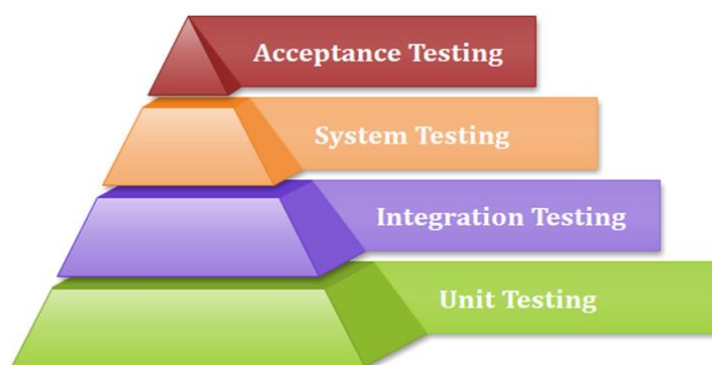 Acceptance Testing
System Testing
Integration Testing
Unit Testing